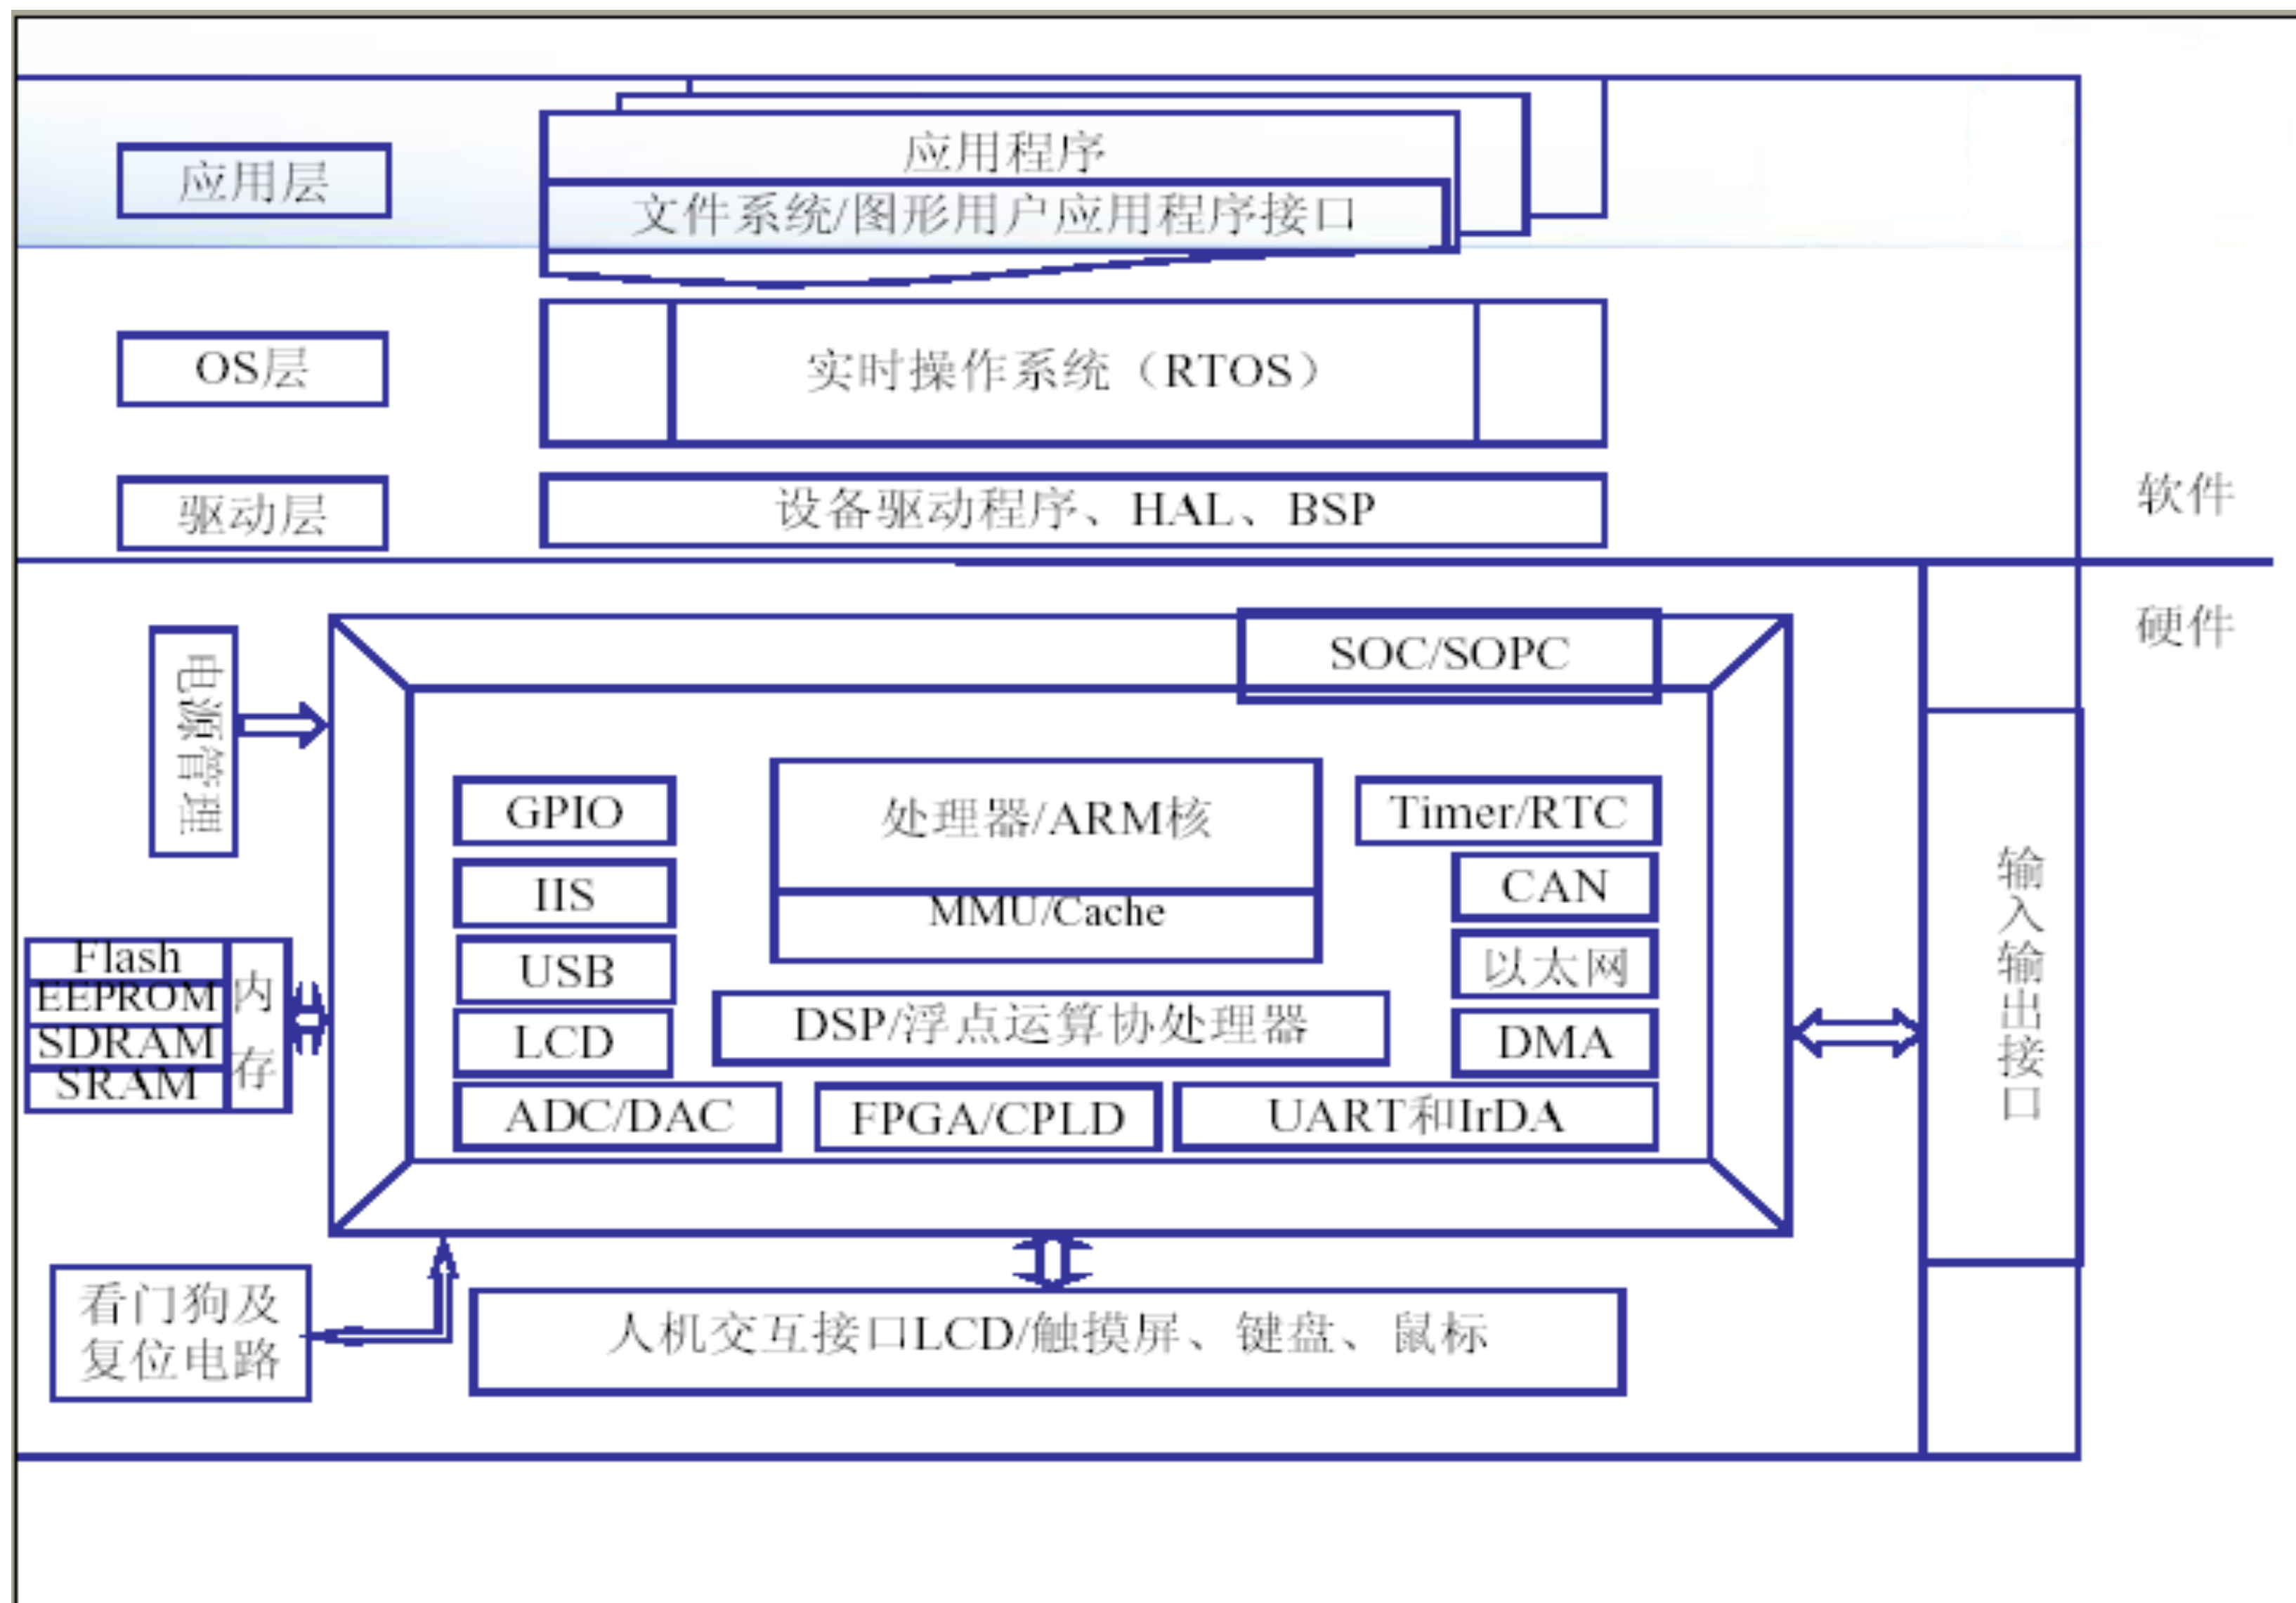 应用层
应用程序
文件系统/图形用户应用程序接口
OS层
实时操作系统（RTOS）
驱动层
设备驱动程序、HAL、BSP
软件
硬件
电源管理
SOC/SOPC
GPIO
处理器/ARM核
Timer/RTC
IIS
MMU/Cache
CAN
USB
以太网
Flash
EEPROM
SDRAM
SRAM
内存
LCD
DSP/浮点运算协处理器
DMA
ADC/DAC
FPGA/CPLD
UART和IrDA
输入输出接口
看门狗及
复位电路
人机交互接口LCD/触摸屏、键盘、鼠标